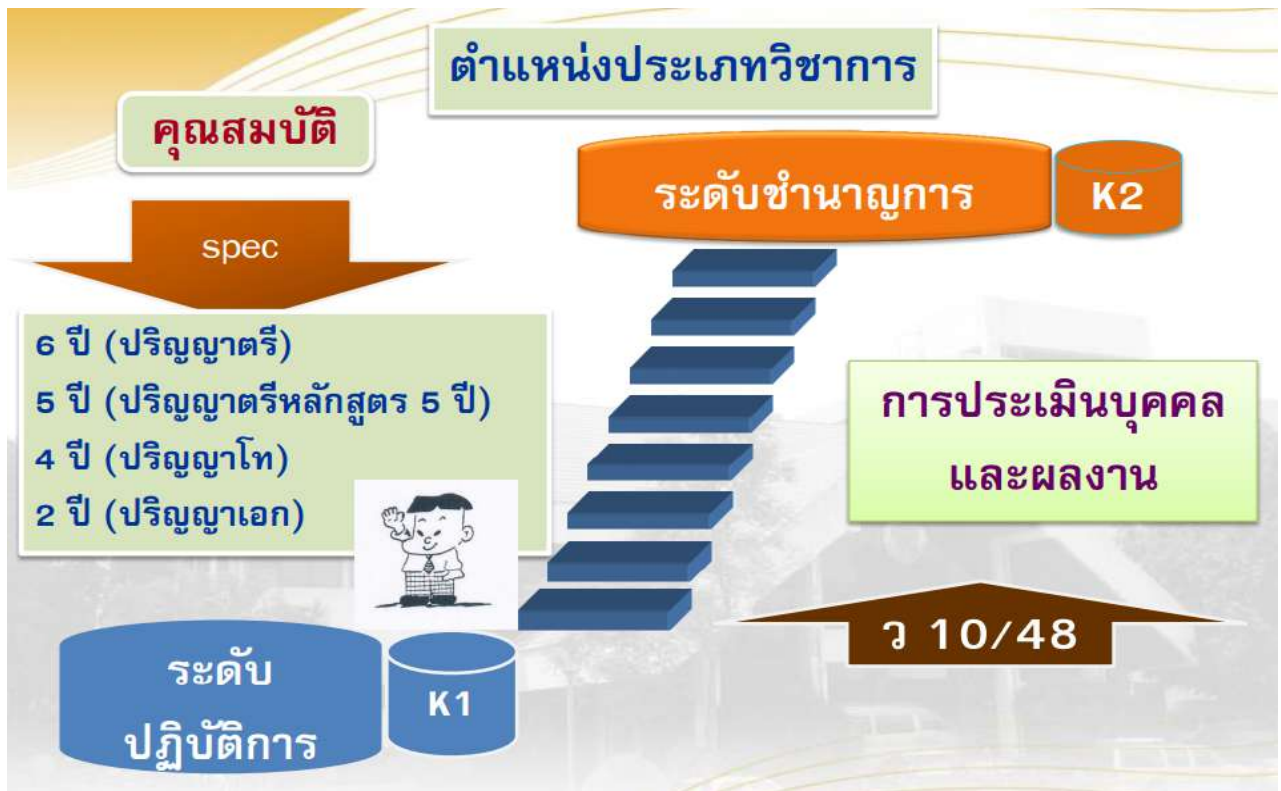 ตำแหน่งประเภทวิชาการ
คุณสมบัติ
spec
6 ปี (ปริญญาตรี)
5 ปี (ปริญญาตรีหลักสูตร 5 ปี)
4 ปี (ปริญญาโท)
2 ปี (ปริญญาเอก)
ระดับชำนาญการ
K2
การประเมินบุคคล
และผลงาน
ว 10/48
ระดับ
ปฏิบัติการ
K1